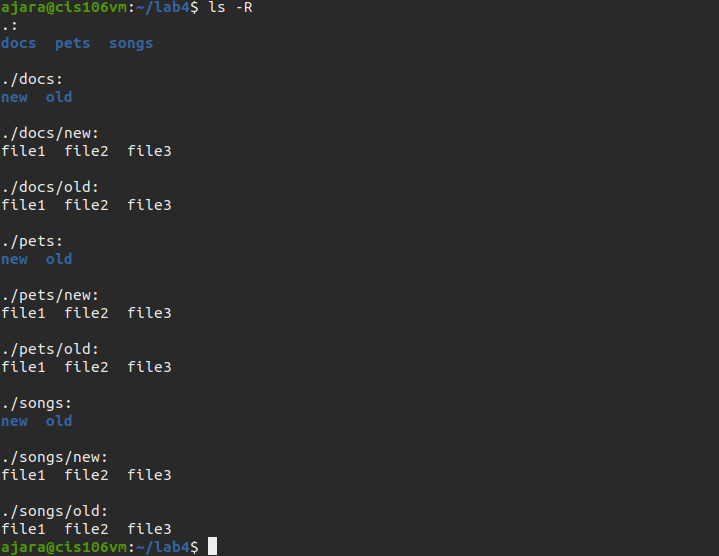 ajara@cis106vm:~/lab4$ ls -R
.:
docs  pets  songs
./docs:
new  old
./docs/new:
file1  file2  file3
./docs/old:
file1  file2  file3
./pets:
new  old
./pets/new:
file1  file2  file3
./pets/old:
file1  file2  file3
./songs:
new  old
./songs/new:
file1  file2  file3
./songs/old:
file1  file2  file3
ajara@cis106vm:~/lab4$